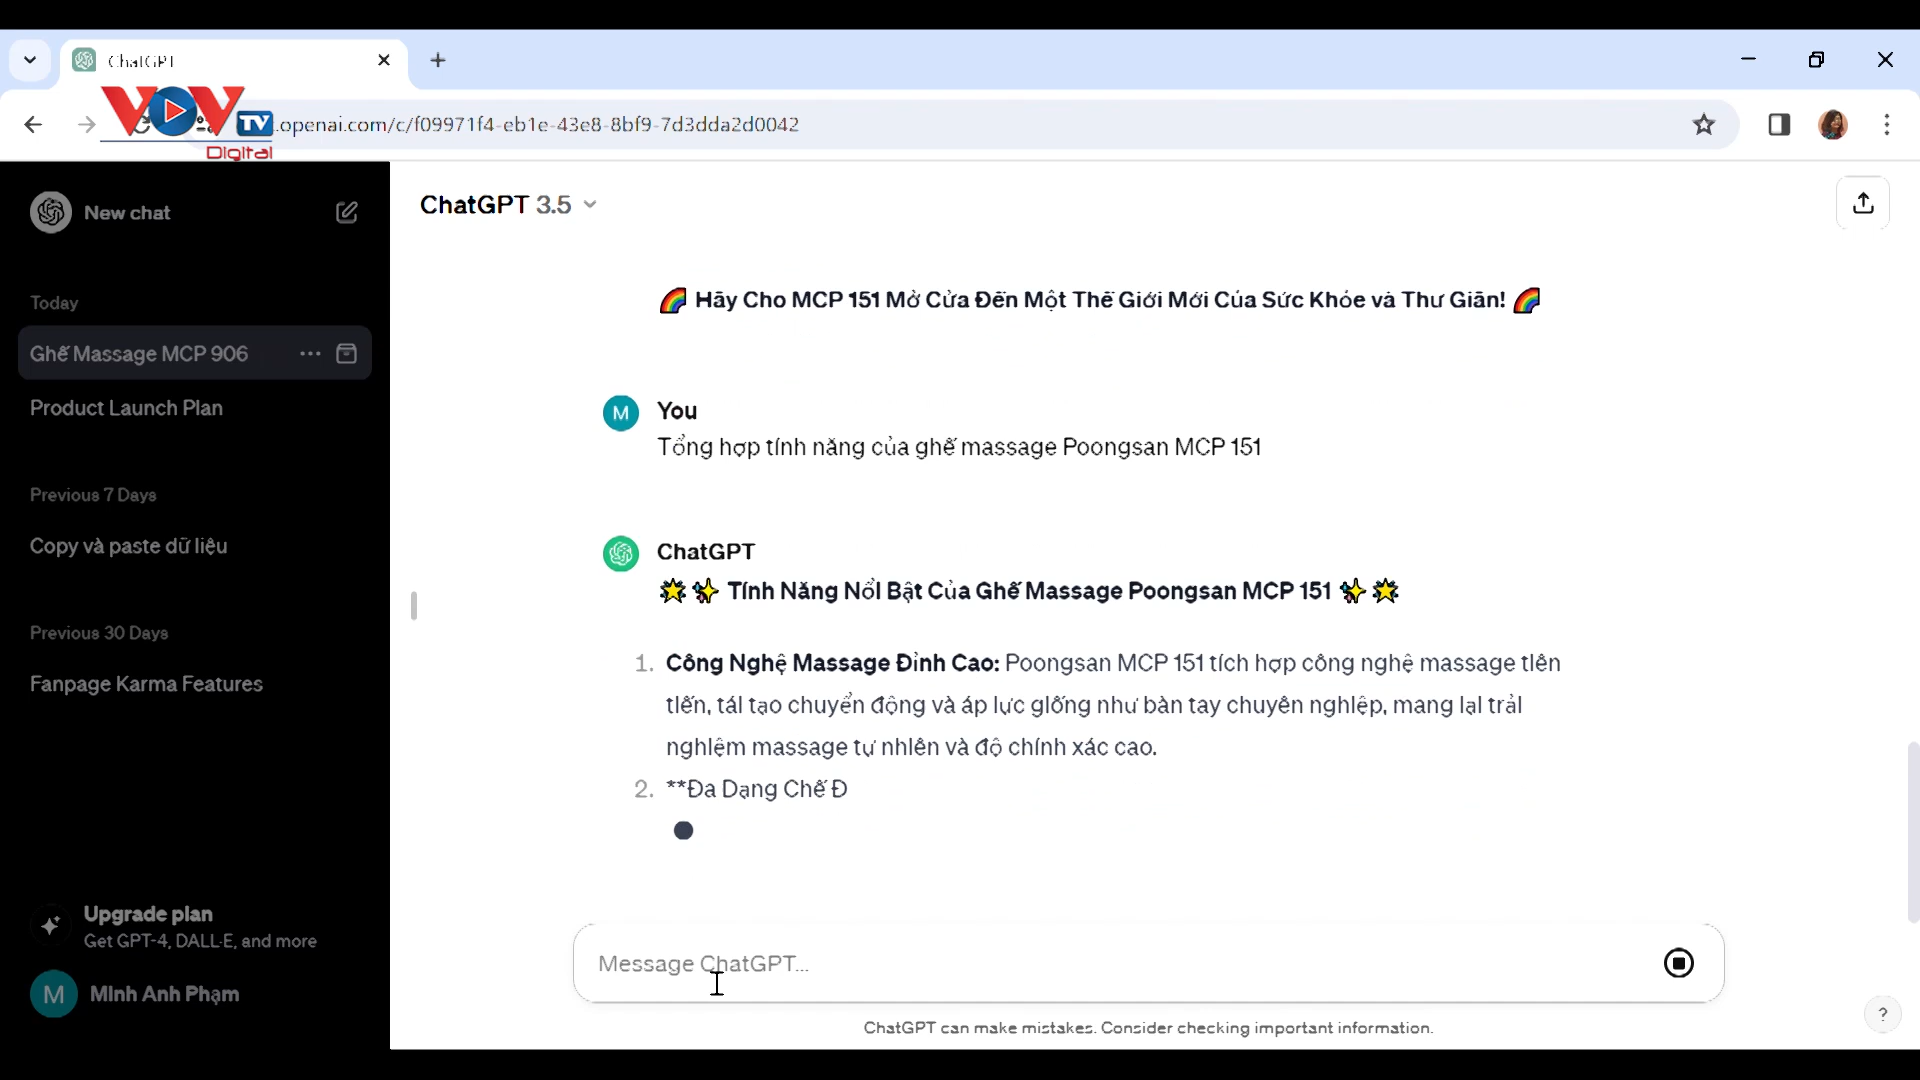 ChatGPT
VOV TV
Digital
.openai.com/c/f09971f4-eb1e-43e8-8bf9-7d3dda2d0042
New chat
ChatGPT 3.5
Today
Ghế Massage MCP 906
Product Launch Plan
Previous 7 Days
Copy và paste dữ liệu
Previous 30 Days
Fanpage Karma Features
Upgrade plan
Get GPT-4, DALL·E, and more
M
Minh Anh Phạm
🌈 Hãy Cho MCP 151 Mở Cửa Đến Một Thế Giới Mới Của Sức Khỏe và Thư Giãn! 🌈
M
You
Tổng hợp tính năng của ghế massage Poongsan MCP 151
ChatGPT
🌟✨ Tính Năng Nổi Bật Của Ghế Massage Poongsan MCP 151 ✨🌟
1. Công Nghệ Massage Đỉnh Cao: Poongsan MCP 151 tích hợp công nghệ massage tiên
tiến, tái tạo chuyển động và áp lực giống như bàn tay chuyên nghiệp, mang lại trải
nghiệm massage tự nhiên và độ chính xác cao.
2. **Đa Dạng Chế Đ
Message ChatGPT...
ChatGPT can make mistakes. Consider checking important information.
?